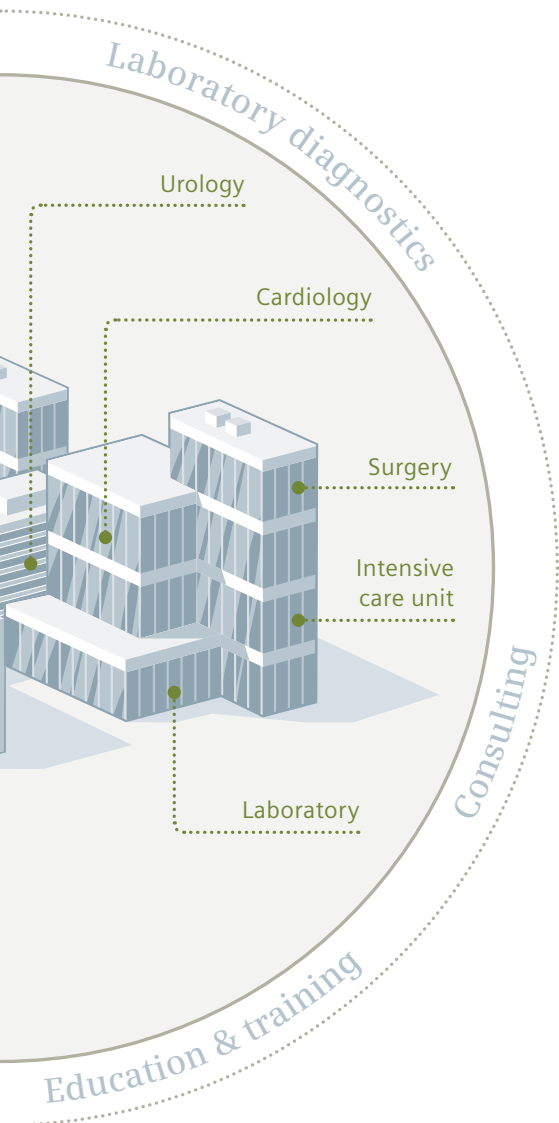 Laboratory diagnostics
Urology
Cardiology
Surgery
Intensive
care unit
Consulting
Laboratory
Education & training